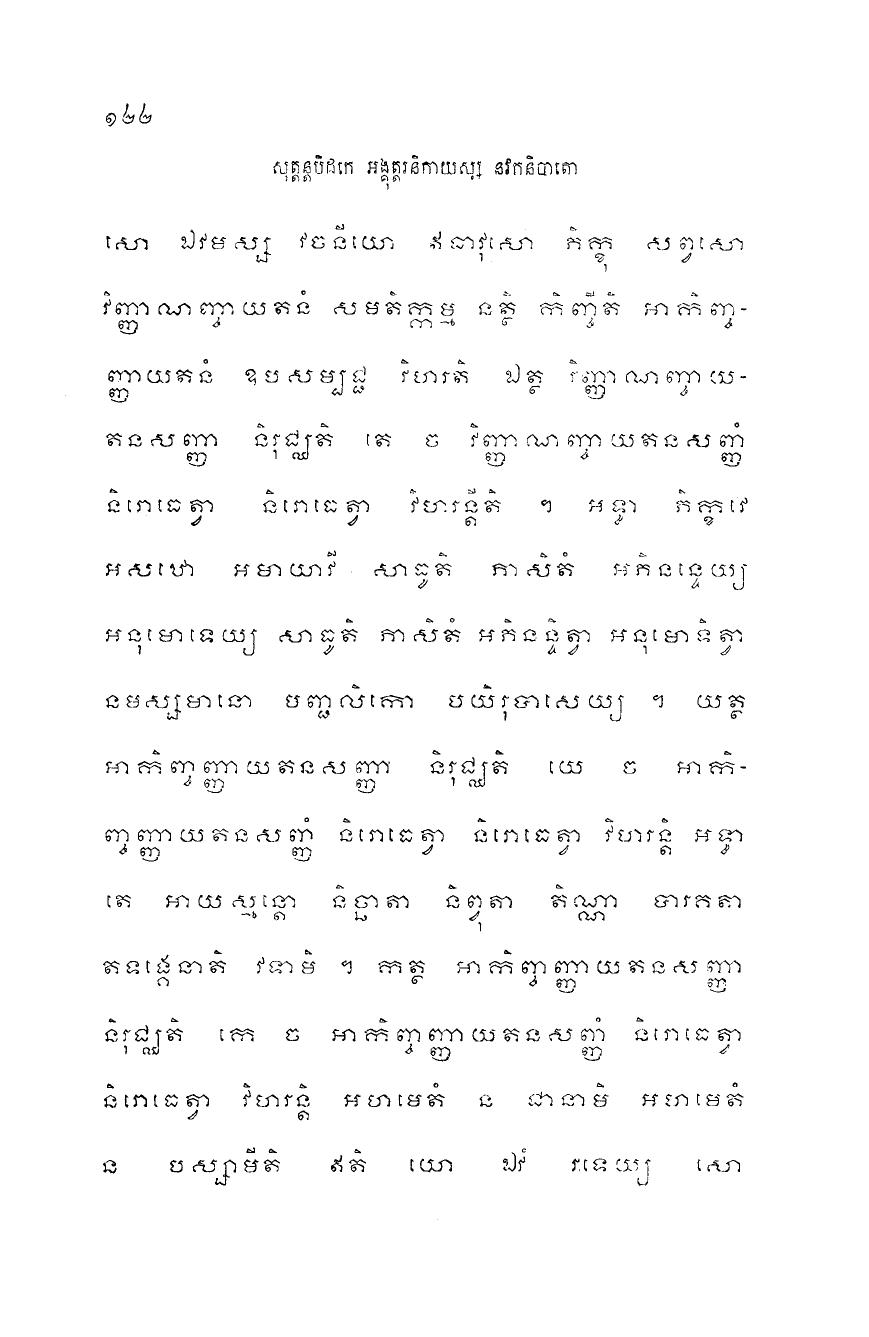 ១២២
សុត្តន្តបិដកេ អង្គុត្តរនិកាយស្ស នវកនិបាតោ
សោ ឯវមស្ស វចនីយោ ឥធាវុសោ ភិក្ខុ សព្វសោ
វិញ្ញាណញ្ចាយតនំ សមតិក្កម្ម នត្ថិ កិញ្ចីតិ អាកិញ្ច-
ញ្ញាយតនំ ឧបសម្បជ្ជ វិហរតិ ឯត្ថ វិញ្ញាណញ្ចាយ-
តនសញ្ញា និរុជ្ឈតិ តេ ច វិញ្ញាណញ្ចាយតនសញ្ញំ
និរោធេត្វា និរោធេត្វា វិហរន្តីតិ ។ អទ្ធា ភិក្ខវេ
អសឋោ អមាយាវី សាធូតិ ភាសិតំ អភិនន្ទេយ្យ
អនុមោទេយ្យ សាធូតិ ភាសិតំ អភិនន្ទិត្វា អនុមោទិត្វា
នមស្សមានោ បញ្ជលិកោ បយិរុបាសេយ្យ ។ យត្ថ
អាកិញ្ចញ្ញាយតនសញ្ញា និរុជ្ឈតិ យេ ច អាកិ-
ញ្ចញ្ញាយតនសញ្ញំ និរោធេត្វា និរោធេត្វា វិហរន្តិ អទ្ធា
តេ អាយស្មន្តោ និច្ឆាតា និព្វុតា តិណ្ណា បារគតា
តទង្គេនាតិ វទាមិ ។ កត្ថ អាកិញ្ចញ្ញាយតនសញ្ញា
និរុជ្ឈតិ កេ ច អាកិញ្ចញ្ញាយតនសញ្ញំ និរោធេត្វា
និរោធេត្វា វិហរន្តិ អហមេតំ ន ជានាមិ អហមេតំ
ន បស្សាមីតិ ឥតិ យោ ឯវំ វទេយ្យ សោ